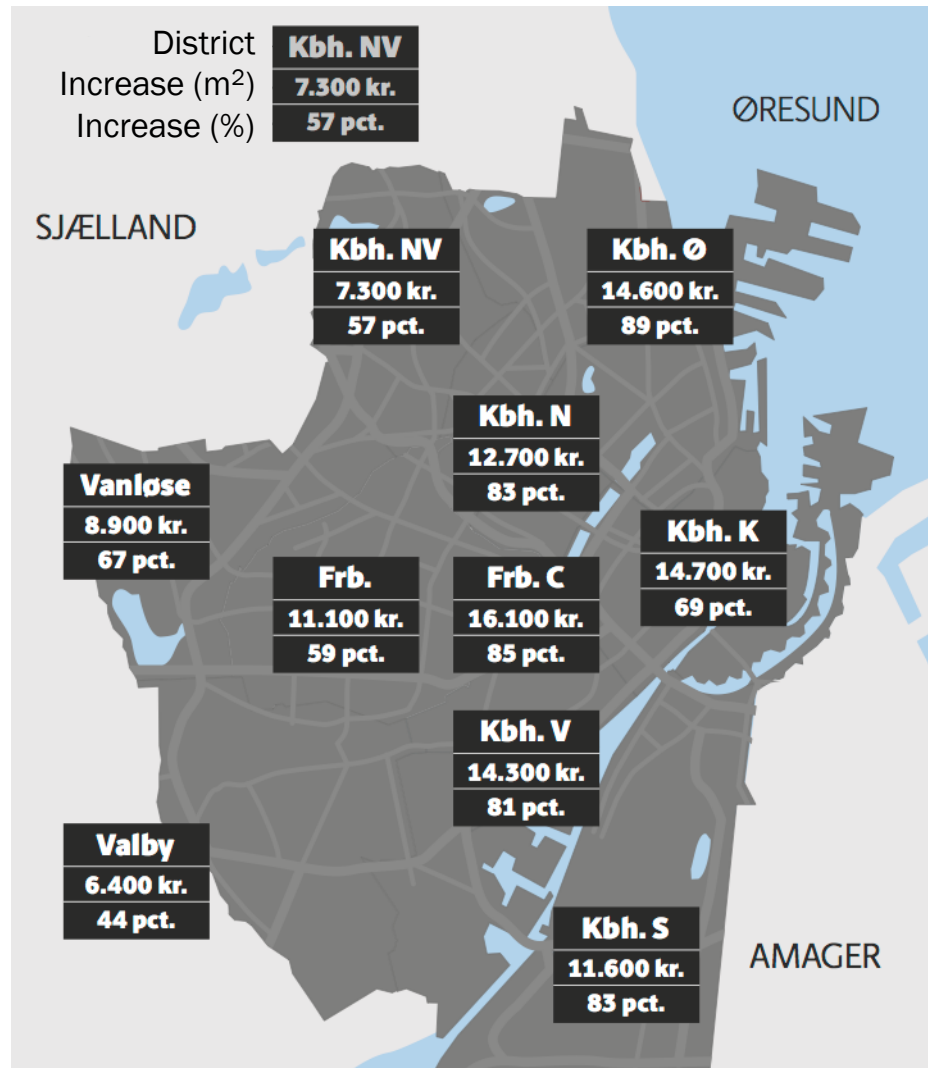 District
Kbh. NV
Increase (m²)
7.300 kr.
Increase (%)
57 pct.
ØRESUND
SJÆLLAND
Kbh. NV
7.300 kr.
57 pct.
Kbh. Ø
14.600 kr.
89 pct.
Kbh. N
12.700 kr.
83 pct.
Vanløse
8.900 kr.
67 pct.
Kbh. K
14.700 kr.
69 pct.
Frb.
11.100 kr.
59 pct.
Frb. C
16.100 kr.
85 pct.
Kbh. V
14.300 kr.
81 pct.
Valby
6.400 kr.
44 pct.
Kbh. S
11.600 kr.
83 pct.
AMAGER